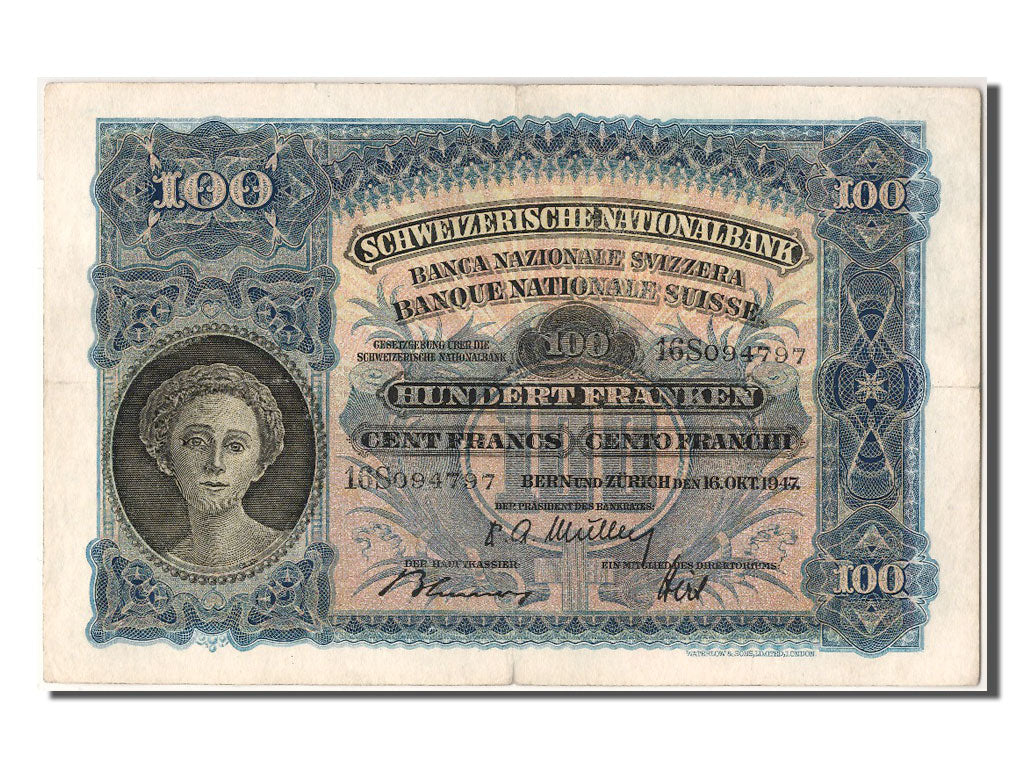 100
100
SCHWEIZERISCHE NATIONALBANK
BANCA NAZIONALE SVIZZERA
BANQUE NATIONALE SUISSE
GESETZGEBUNG ÜBER DIE
SCHWEIZERISCHE NATIONALBANK
100
16S094797
HUNDERT FRANKEN
100
CENT FRANCS
CENTO FRANCHI
16S094797
BERN UND ZÜRICH DEN 16. OKT. 1947.
DER PRÄSIDENT DES BANKRATES:
Müller
DER HAUPTKASSIER:
EIN MITGLIED DES DIREKTORIUMS:
100
WATERLOW & SONS, LIMITED, LONDON.